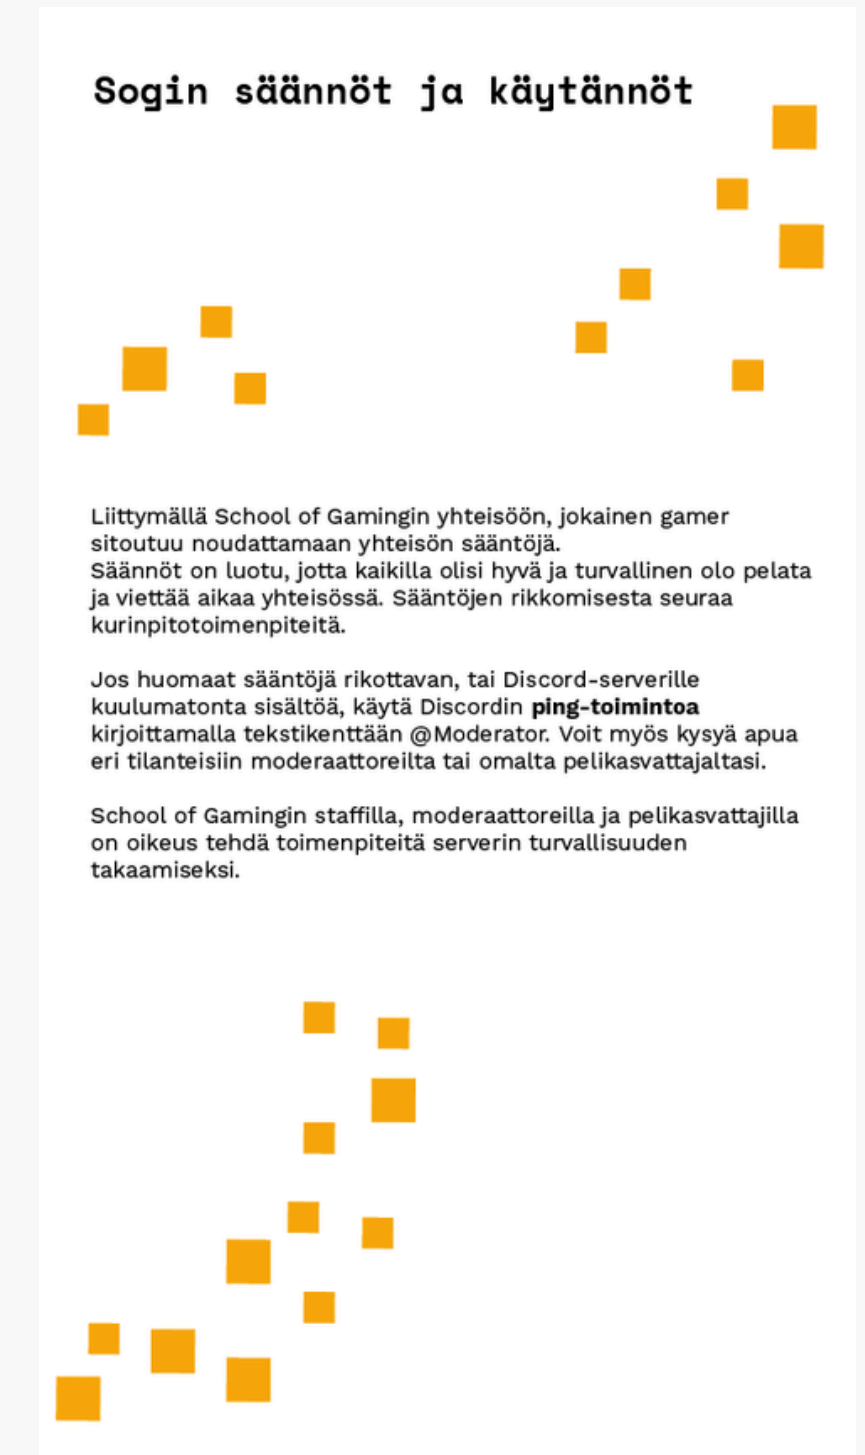 Sogin säännöt ja käytännöt
Liittymällä School of Gamingin yhteisöön, jokainen gamer
sitoutuu noudattamaan yhteisön sääntöjä.
Säännöt on luotu, jotta kaikilla olisi hyvä ja turvallinen olo pelata
ja viettää aikaa yhteisössä. Sääntöjen rikkomisesta seuraa
kurinpitotoimenpiteitä.
Jos huomaat sääntöjä rikottavan, tai Discord-serverille
kuulumatonta sisältöä, käytä Discordin ping-toimintoa
kirjoittamalla tekstikenttään @Moderator. Voit myös kysyä apua
eri tilanteisiin moderaattoreilta tai omalta pelikasvattajaltasi.
School of Gamingin staffilla, moderaattoreilla ja pelikasvattajilla
on oikeus tehdä toimenpiteitä serverin turvallisuuden
takaamiseksi.